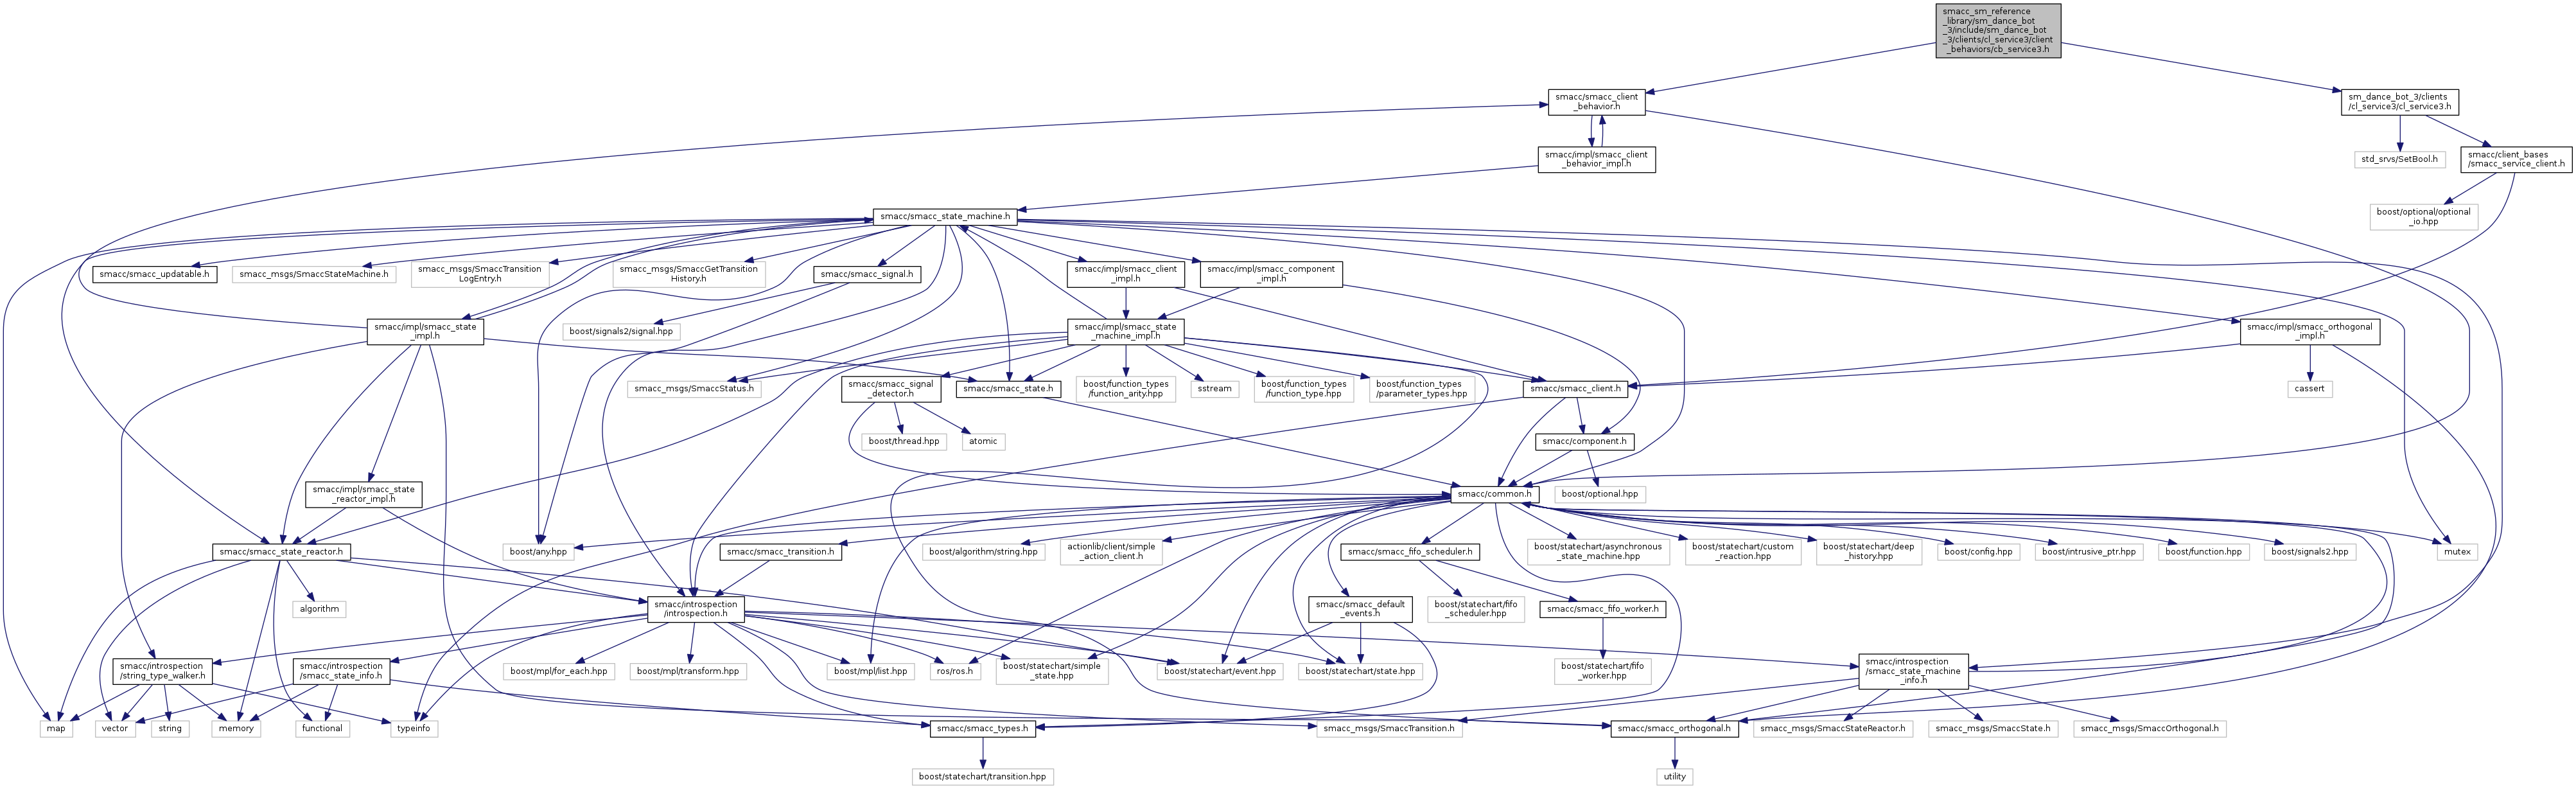 smacc_sm_reference
_library/sm_dance_bot
_3/include/sm_dance_bot
_3/clients/cl_service3/client
_behaviors/cb_service3.h
smacc/smacc_client
_behavior.h
sm_dance_bot_3/clients
/cl_service3/cl_service3.h
smacc/impl/smacc_client
_behavior_impl.h
std_srvs/SetBool.h
smacc/client_bases
/smacc_service_client.h
smacc/smacc_state_machine.h
boost/optional/optional
_io.hpp
smacc/smacc_updatable.h
smacc_msgs/SmaccStateMachine.h
smacc_msgs/SmaccTransition
LogEntry.h
smacc_msgs/SmaccGetTransition
History.h
smacc/smacc_signal.h
smacc/impl/smacc_client
_impl.h
smacc/impl/smacc_component
_impl.h
smacc/impl/smacc_state
_impl.h
boost/signals2/signal.hpp
smacc/impl/smacc_state
_machine_impl.h
smacc/impl/smacc_orthogonal
_impl.h
smacc_msgs/SmaccStatus.h
smacc/smacc_signal
_detector.h
smacc/smacc_state.h
boost/function_types
/function_arity.hpp
sstream
boost/function_types
/function_type.hpp
boost/function_types
/parameter_types.hpp
smacc/smacc_client.h
cassert
boost/thread.hpp
atomic
smacc/component.h
smacc/impl/smacc_state
_reactor_impl.h
smacc/common.h
boost/optional.hpp
smacc/smacc_state_reactor.h
boost/any.hpp
smacc/smacc_transition.h
boost/algorithm/string.hpp
actionlib/client/simple
_action_client.h
smacc/smacc_fifo_scheduler.h
boost/statechart/asynchronous
_state_machine.hpp
boost/statechart/custom
_reaction.hpp
boost/statechart/deep
_history.hpp
boost/config.hpp
boost/intrusive_ptr.hpp
boost/function.hpp
boost/signals2.hpp
mutex
algorithm
smacc/introspection
/introspection.h
smacc/smacc_default
_events.h
boost/statechart/fifo
_scheduler.hpp
smacc/smacc_fifo_worker.h
smacc/introspection
/string_type_walker.h
smacc/introspection
/smacc_state_info.h
boost/mpl/for_each.hpp
boost/mpl/transform.hpp
boost/mpl/list.hpp
ros/ros.h
boost/statechart/simple
_state.hpp
boost/statechart/event.hpp
boost/statechart/state.hpp
boost/statechart/fifo
_worker.hpp
smacc/introspection
/smacc_state_machine
_info.h
map
vector
string
memory
functional
typeinfo
smacc/smacc_types.h
smacc_msgs/SmaccTransition.h
smacc/smacc_orthogonal.h
smacc_msgs/SmaccStateReactor.h
smacc_msgs/SmaccState.h
smacc_msgs/SmaccOrthogonal.h
boost/statechart/transition.hpp
utility